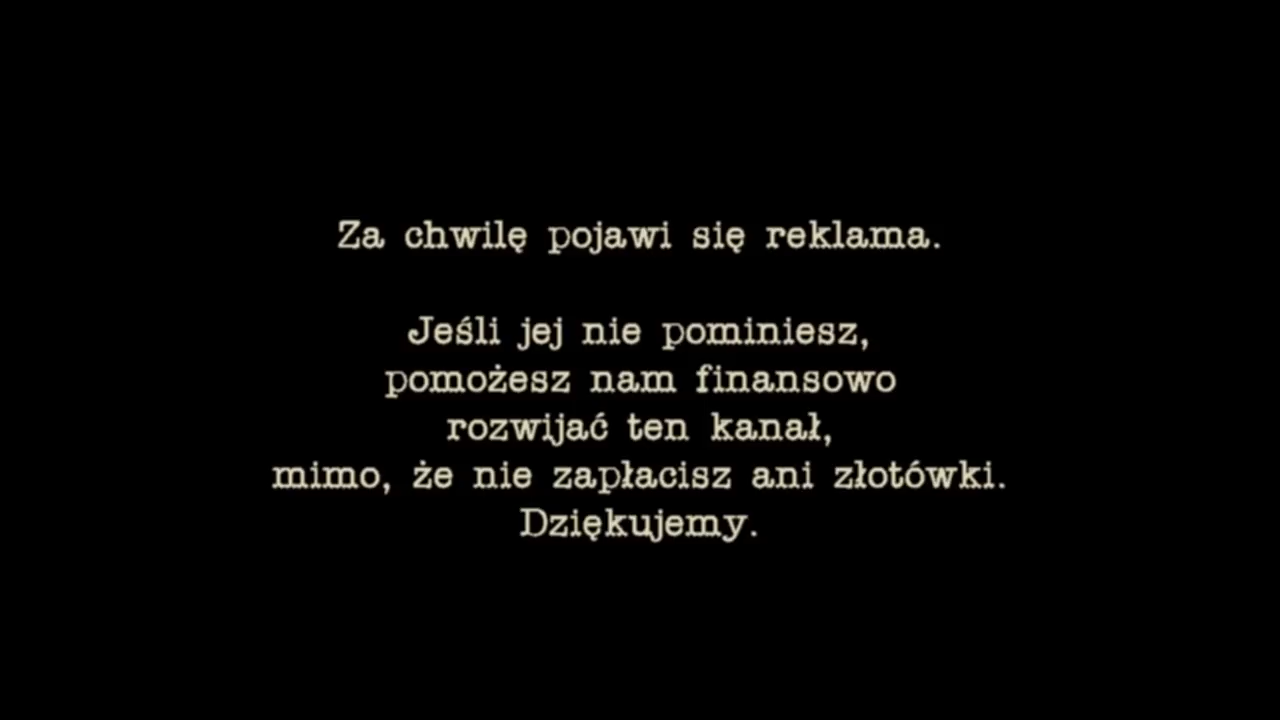 Za chwilę pojawi się reklama.
Jeśli jej nie pominiesz,
pomożesz nam finansowo
rozwijać ten kanał,
mimo, że nie zapłacisz ani złotówki.
Dziękujemy.